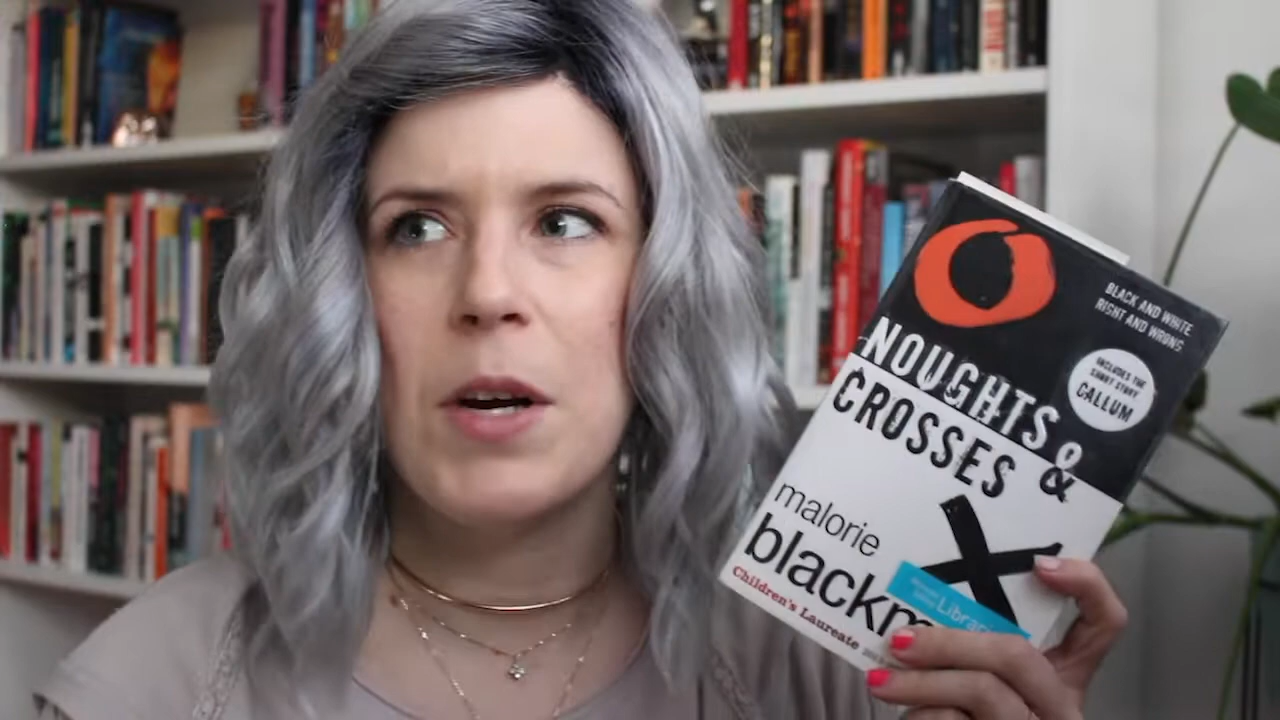 BLACK AND WHITE
RIGHT AND WRONG
NOUGHTS &
CROSSES
INCLUDES THE
SHORT STORY
CALLUM
malorie
blackm
Children's Laureate
Librar